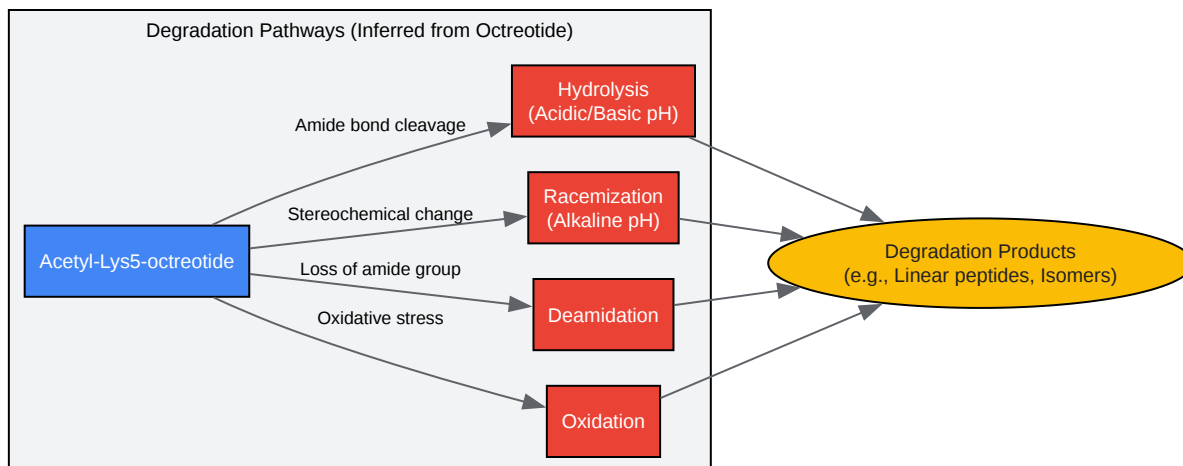 Degradation Pathways (Inferred from Octreotide)
Hydrolysis
(Acidic/Basic pH)
Amide bond cleavage
Racemization
(Alkaline pH)
Stereochemical change
Acetyl-Lys5-octreotide
Degradation Products
(e.g., Linear peptides, Isomers)
Loss of amide group
Deamidation
Oxidative stress
Oxidation